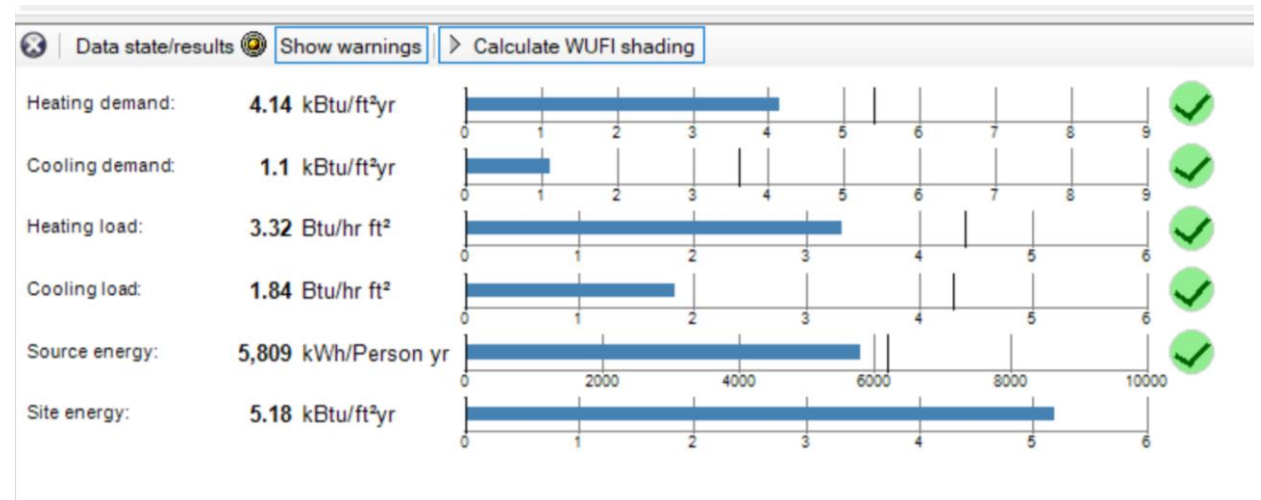 Data state/results Show warnings > Calculate WUFI shading
Heating demand: 4.14 kBtu/ft²yr
0 1 2 3 4 5 6 7 8 9
Cooling demand: 1.1 kBtu/ft²yr
0 1 2 3 4 5 6 7 8 9
Heating load: 3.32 Btu/hr ft²
0 1 2 3 4 5 6
Cooling load: 1.84 Btu/hr ft²
0 1 2 3 4 5 6
Source energy: 5,809 kWh/Person yr
0 2000 4000 6000 8000 10000
Site energy: 5.18 kBtu/ft²yr
0 1 2 3 4 5 6